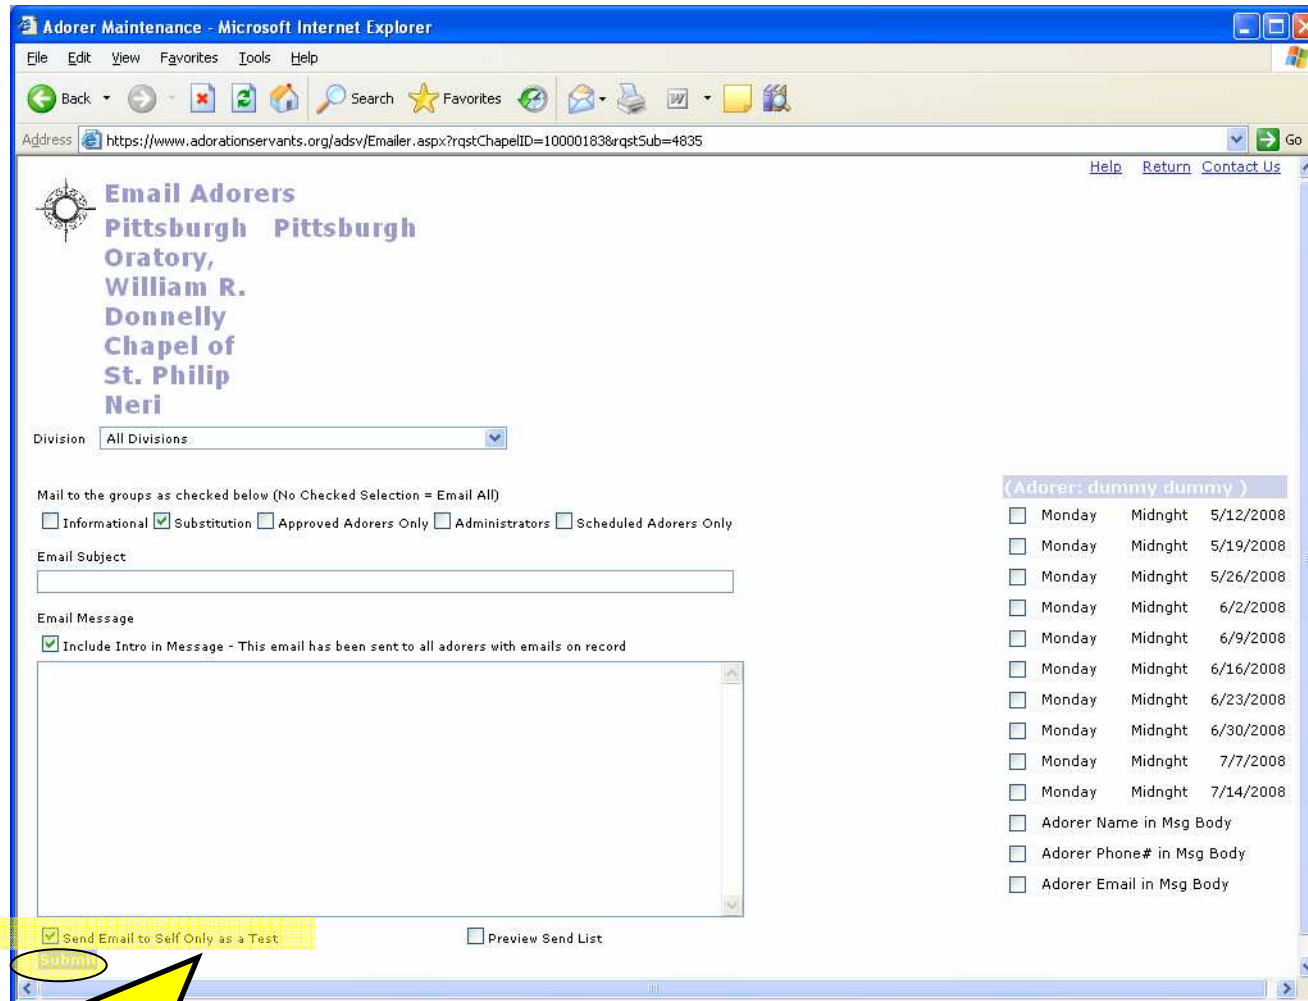 Adorer Maintenance - Microsoft Internet Explorer
File Edit View Favorites Tools Help
Back Search Favorites
Address https://www.adorationservants.org/adsv/Emailer.aspx?rqstChapelID=10000183&rqstSub=4835 Go
Help Return Contact Us
Email Adorers
Pittsburgh Pittsburgh
Oratory,
William R.
Donnelly
Chapel of
St. Philip
Neri
Division All Divisions
Mail to the groups as checked below (No Checked Selection = Email All)
Informational Substitution Approved Adorers Only Administrators Scheduled Adorers Only
Email Subject
Email Message
Include Intro in Message - This email has been sent to all adorers with emails on record
Send Email to Self Only as a Test Preview Send List
Submit
(Adorer: dummy dummy )
Monday Midnght 5/12/2008
Monday Midnght 5/19/2008
Monday Midnght 5/26/2008
Monday Midnght 6/2/2008
Monday Midnght 6/9/2008
Monday Midnght 6/16/2008
Monday Midnght 6/23/2008
Monday Midnght 6/30/2008
Monday Midnght 7/7/2008
Monday Midnght 7/14/2008
Adorer Name in Msg Body
Adorer Phone# in Msg Body
Adorer Email in Msg Body